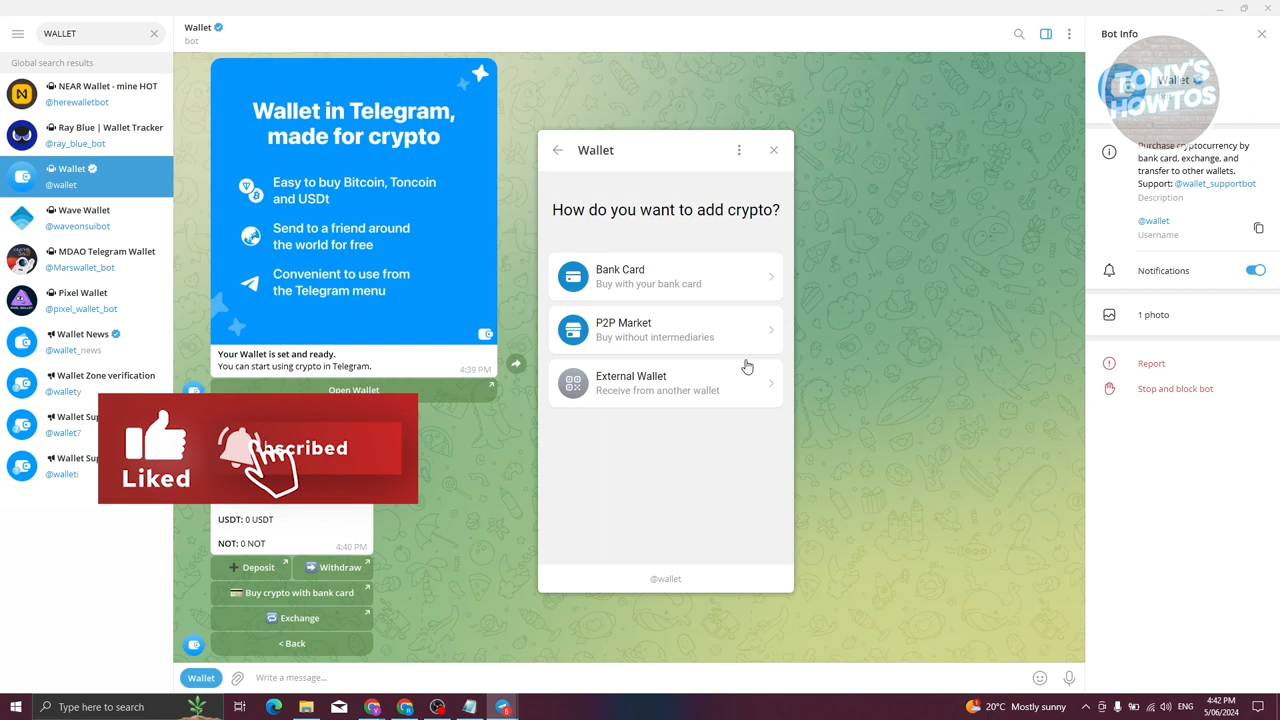 WALLET
Global search results
NEAR Wallet - mine HOT
@herewalletbot
Ray Blue | Wallet Tracker
@ray_blue_bot
Wallet
@wallet
Wave Wallet
@waveonsuibot
MDAO Telegram Wallet
@Marswallet_bot
Pixel Wallet
@pixel_wallet_bot
Wallet News
@wallet_news
Wallet Zone verification
@wallety
Wallet Sup
@wallet7
Wallet Sup
@walleti
Wallet
bot
Wallet in Telegram,
made for crypto
Easy to buy Bitcoin, Toncoin
and USDt
Send to a friend around
the world for free
Convenient to use from
the Telegram menu
Your Wallet is set and ready.
You can start using crypto in Telegram.
4:39 PM
Open Wallet
Liked
bscribed
USDT: 0 USDT
NOT: 0 NOT
4:40 PM
Deposit
Withdraw
Buy crypto with bank card
Exchange
< Back
Wallet
Write a message...
Wallet
How do you want to add crypto?
Bank Card
Buy with your bank card
P2P Market
Buy without intermediaries
External Wallet
Receive from another wallet
@wallet
Bot Info
TONY'S
HOWTOS
Wallet
Purchase cryptocurrency by
bank card, exchange, and
transfer to other wallets.
Support: @wallet_supportbot
Description
@wallet
Username
Notifications
1 photo
Report
Stop and block bot
Type here to search
20°C Mostly sunny
ENG
4:42 PM
5/06/2024